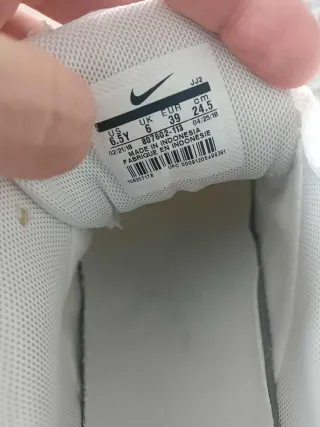 JJ2
US UK EUR cm
6.5Y 6 39 24.5
02/21/18 807602-113 04/25/18
MADE IN INDONESIA
FABRIQUE EN INDONESIE